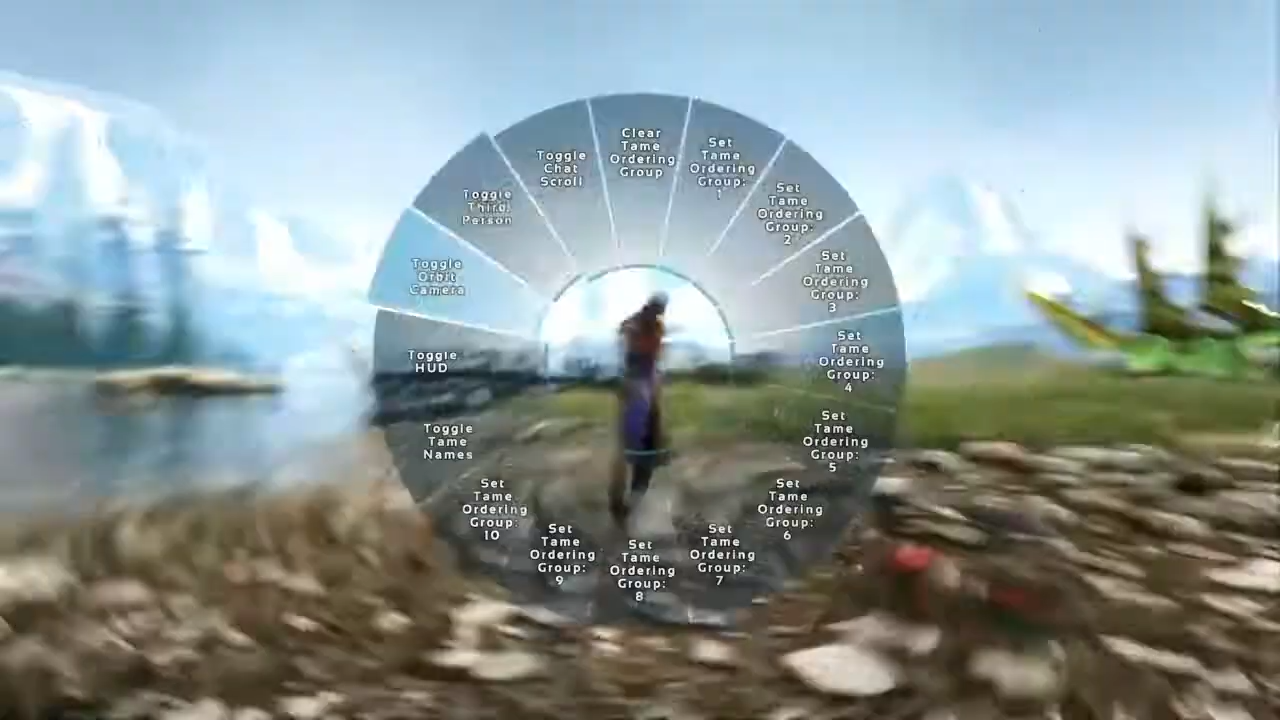 Clear
Tame
Ordering
Group
Set
Tame
Ordering
Group:
1
Set
Tame
Ordering
Group:
2
Set
Tame
Ordering
Group:
3
Set
Tame
Ordering
Group:
4
Set
Tame
Ordering
Group:
5
Set
Tame
Ordering
Group:
6
Set
Tame
Ordering
Group:
7
Set
Tame
Ordering
Group:
8
Set
Tame
Ordering
Group:
9
Set
Tame
Ordering
Group:
10
Toggle
Tame
Names
Toggle
HUD
Toggle
Orbit
Camera
Toggle
Third
Person
Toggle
Chat
Scroll